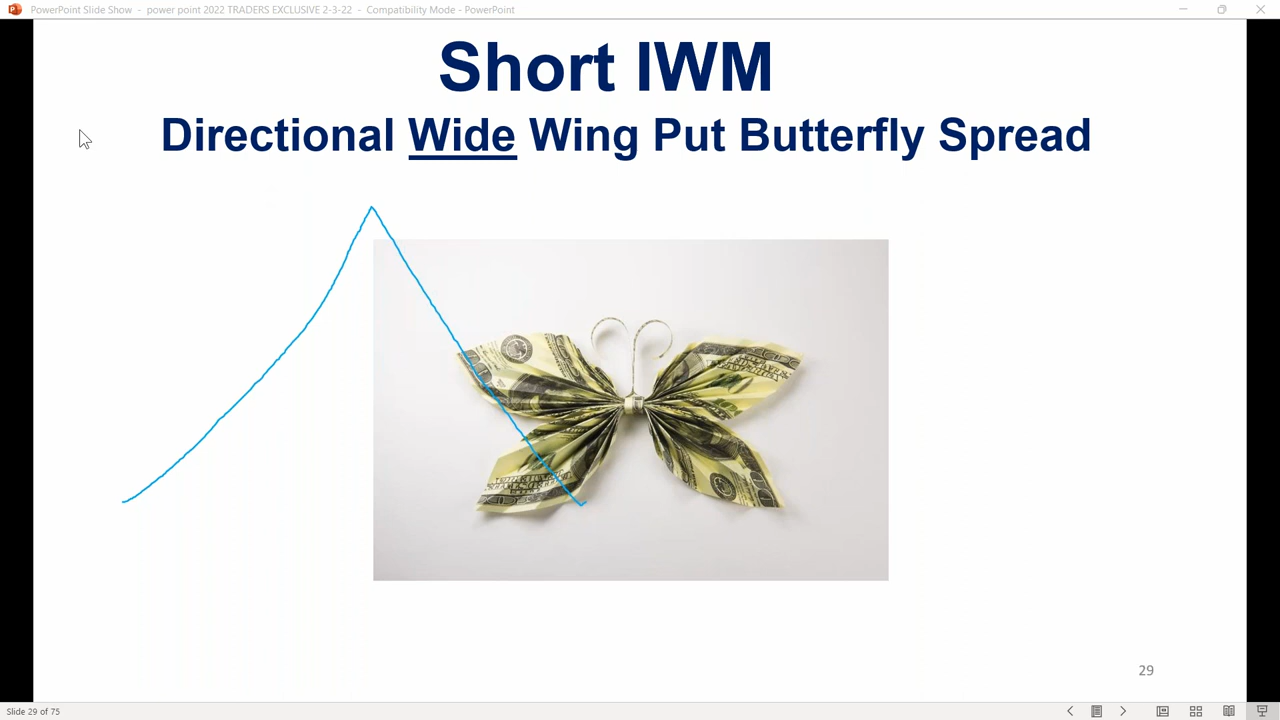 PowerPoint Slide Show - power point 2022 TRADERS EXCLUSIVE 2-3-22 - Compatibility Mode - PowerPoint
Short IWM
Directional Wide Wing Put Butterfly Spread
29
Slide 29 of 75